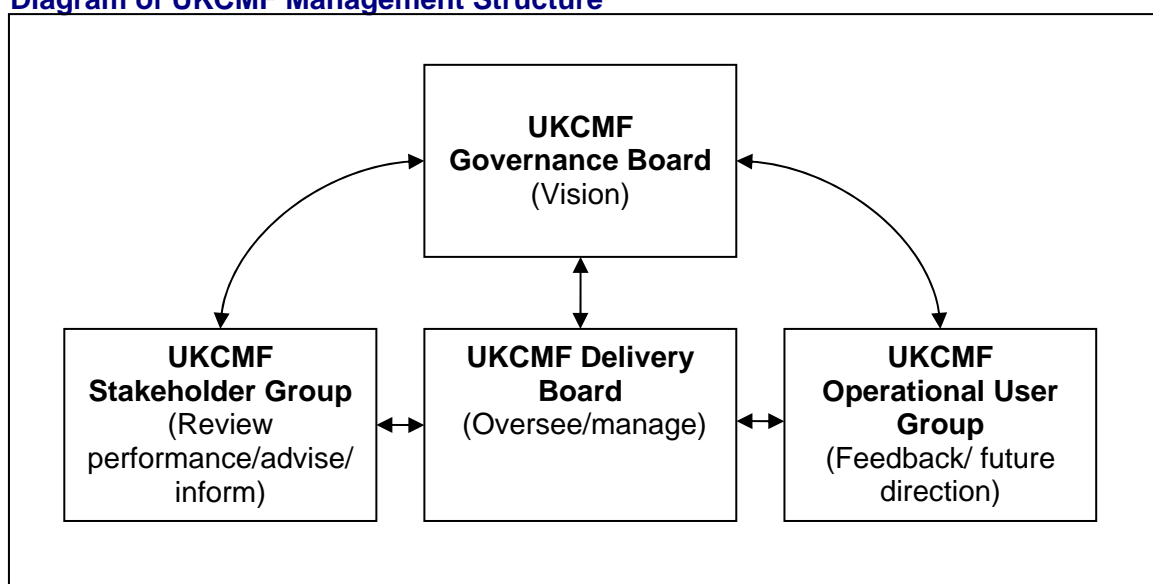 Diagram of UKCMF Management Structure
UKCMF
Governance Board
(Vision)
UKCMF
Stakeholder Group
(Review
performance/advise/
inform)
UKCMF Delivery
Board
(Oversee/manage)
UKCMF
Operational User
Group
(Feedback/ future
direction)